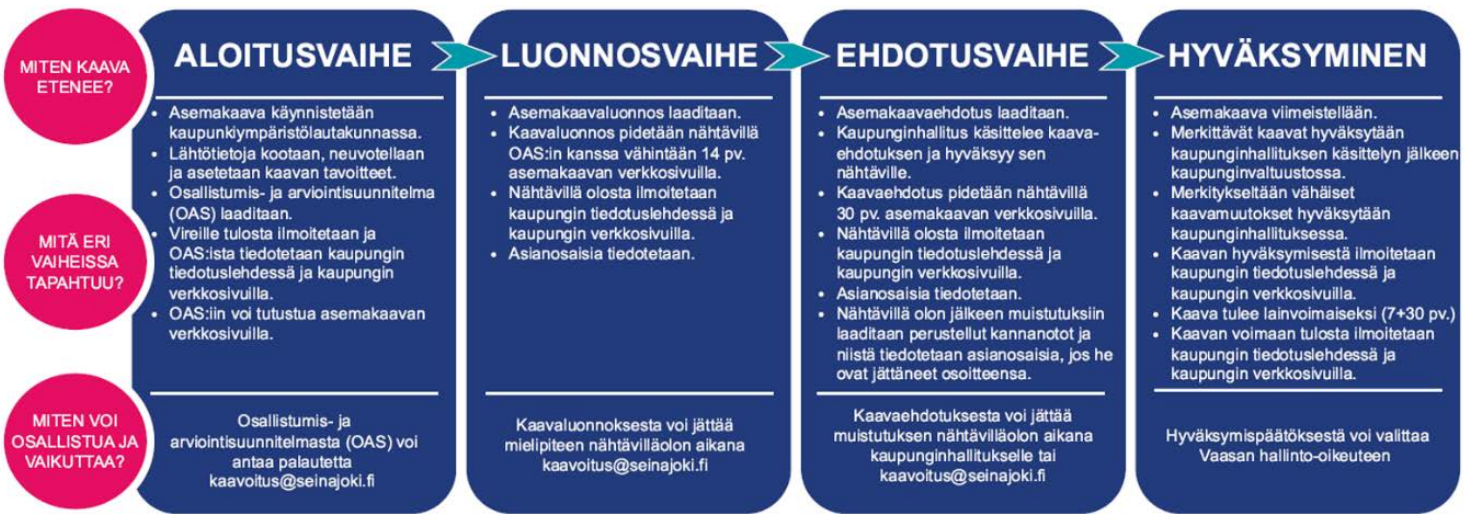 MITEN KAAVA
ETENEE?
MITÄ ERI
VAIHEISSA
TAPAHTUU?
MITEN VOI
OSALLISTUA JA
VAIKUTTAA?
ALOITUSVAIHE
• Asemakaava käynnistetään
kaupunkiympäristölautakunnassa.
• Lähtötietoja kootaan, neuvotellaan
ja asetetaan kaavan tavoitteet.
• Osallistumis- ja arviointisuunnitelma
(OAS) laaditaan.
• Vireille tulosta ilmoitetaan ja
OAS:ista tiedotetaan kaupungin
tiedotuslehdessä ja kaupungin
verkkosivuilla.
• OAS:iin voi tutustua asemakaavan
verkkosivuilla.
Osallistumis- ja
arviointisuunnitelmasta (OAS) voi
antaa palautetta
kaavoitus@seinajoki.fi
LUONNOSVAIHE
• Asemakaavaluonnos laaditaan.
• Kaavaluonnos pidetään nähtävillä
OAS:in kanssa vähintään 14 pv.
asemakaavan verkkosivuilla.
• Nähtävillä olosta ilmoitetaan
kaupungin tiedotuslehdessä ja
kaupungin verkkosivuilla.
• Asianosaisia tiedotetaan.
Kaavaluonnoksesta voi jättää
mielipiteen nähtävilläolon aikana
kaavoitus@seinajoki.fi
EHDOTUSVAIHE
• Asemakaavaehdotus laaditaan.
• Kaupunginhallitus käsittelee kaava-
ehdotuksen ja hyväksyy sen
nähtäville.
• Kaavaehdotus pidetään nähtävillä
30 pv. asemakaavan verkkosivuilla.
• Nähtävillä olosta ilmoitetaan
kaupungin tiedotuslehdessä ja
kaupungin verkkosivuilla.
• Asianosaisia tiedotetaan.
• Nähtävillä olon jälkeen muistutuksiin
laaditaan perustellut kannanotot ja
niistä tiedotetaan asianosaisia, jos he
ovat jättäneet osoitteensa.
Kaavaehdotuksesta voi jättää
muistutuksen nähtävilläolon aikana
kaupunginhallitukselle tai
kaavoitus@seinajoki.fi
HYVÄKSYMINEN
• Asemakaava viimeistellään.
• Merkittävät kaavat hyväksytään
kaupunginhallituksen käsittelyn jälkeen
kaupunginvaltuustossa.
• Merkitykseltään vähäiset
kaavamuutokset hyväksytään
kaupunginhallituksessa.
• Kaavan hyväksymisestä ilmoitetaan
kaupungin tiedotuslehdessä ja
kaupungin verkkosivuilla.
• Kaava tulee lainvoimaiseksi (7+30 pv.)
• Kaavan voimaan tulosta ilmoitetaan
kaupungin tiedotuslehdessä ja
kaupungin verkkosivuilla.
Hyväksymispäätöksestä voi valittaa
Vaasan hallinto-oikeuteen